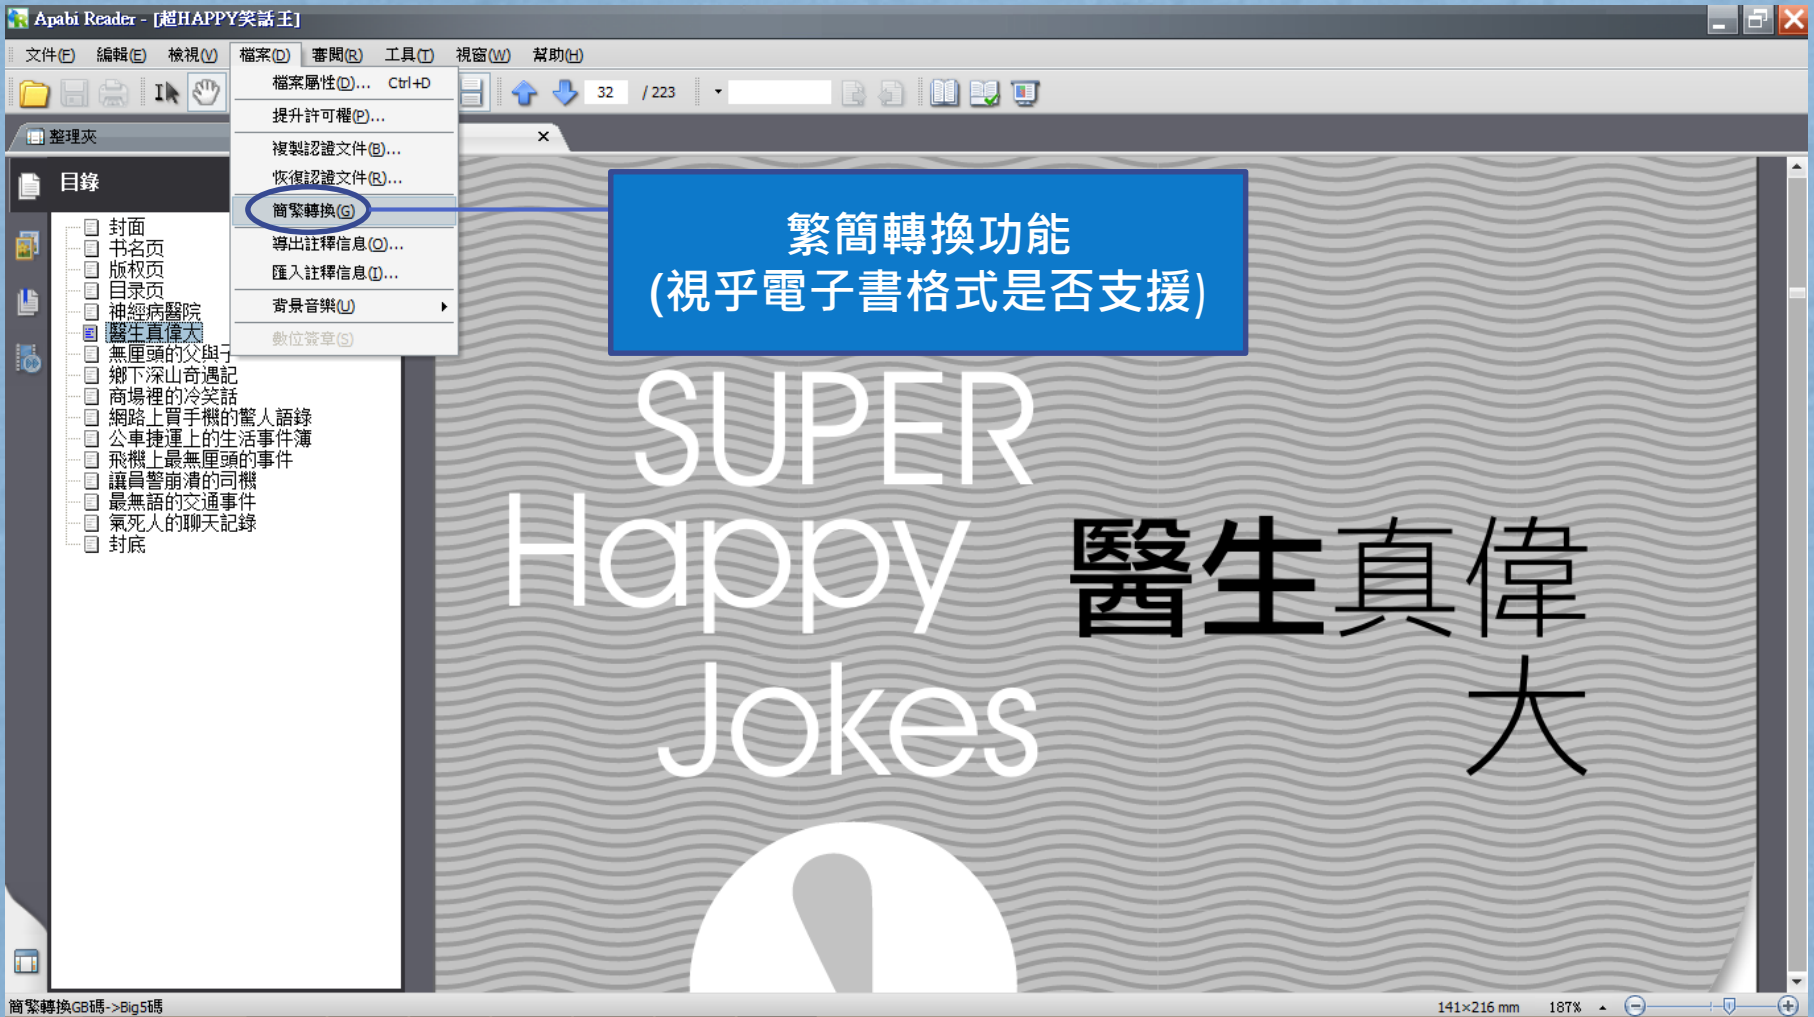 Apabi Reader - [超HAPPY笑話王]
文件(F) 編輯(E) 檢視(V) 檔案(D) 審閱(R) 工具(T) 視窗(W) 幫助(H)
32 / 223
整理夾
檔案屬性(D)... Ctrl+D
提升許可權(P)...
複製認證文件(B)...
恢復認證文件(R)...
簡繁轉換(G)
導出註釋信息(O)...
匯入註釋信息(I)...
背景音樂(U)
數位簽章(S)
目錄
封面
书名页
版权页
目录页
神經病醫院
醫生真偉大
無厘頭的父與子
鄉下深山奇遇記
商場裡的冷笑話
網路上買手機的驚人語錄
公車捷運上的生活事件簿
飛機上最無厘頭的事件
讓員警崩潰的司機
最無語的交通事件
氣死人的聊天記錄
封底
繁簡轉換功能
(視乎電子書格式是否支援)
SUPER
Happy
Jokes
醫生真偉
大
簡繁轉換GB碼->Big5碼
141×216 mm 187%